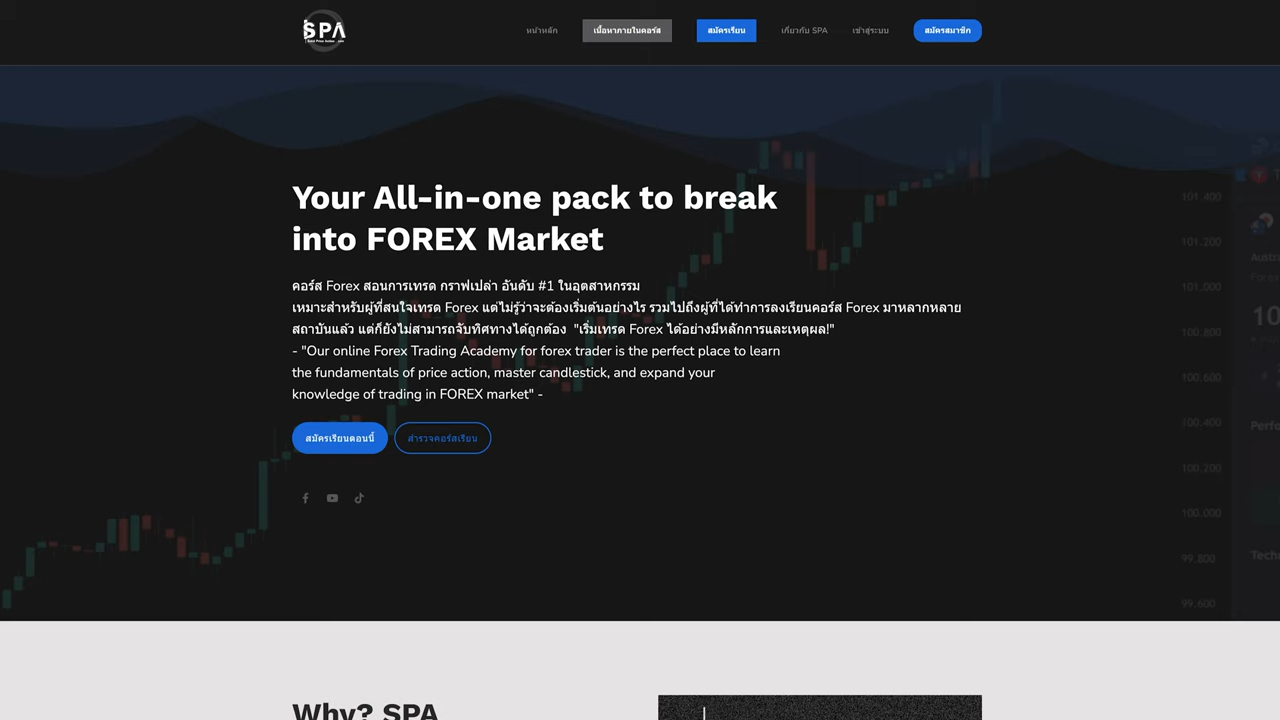 SPA
หน้าหลัก
เนื้อหาภายในคอร์ส
สมัครเรียน
เกี่ยวกับ SPA
เข้าสู่ระบบ
สมัครสมาชิก
Your All-in-one pack to break
into FOREX Market
คอร์ส Forex สอนการเทรด กราฟเปล่า อันดับ #1 ในอุตสาหกรรม
เหมาะสำหรับผู้ที่สนใจเทรด Forex แต่ไม่รู้ว่าจะต้องเริ่มต้นอย่างไร รวมไปถึงผู้ที่ได้ทำการลงเรียนคอร์ส Forex มาหลากหลาย
สถาบันแล้ว แต่ก็ยังไม่สามารถจับทิศทางได้ถูกต้อง "เริ่มเทรด Forex ได้อย่างมีหลักการและเหตุผล!"
- "Our online Forex Trading Academy for forex trader is the perfect place to learn
the fundamentals of price action, master candlestick, and expand your
knowledge of trading in FOREX market" -
สมัครเรียนตอนนี้
สำรวจคอร์สเรียน
101.400
101.200
101.000
100.800
100.600
100.400
100.200
100.000
99.800
99.600
Why? SPA